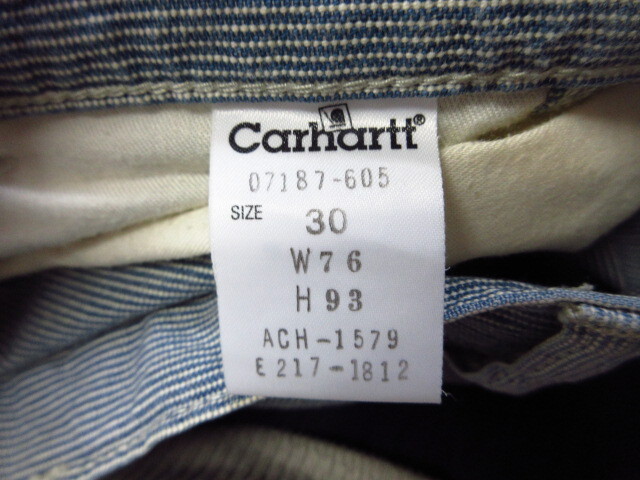 Carhartt®
07187-605
SIZE 30
W76
H93
ACH-1579
E217-1812